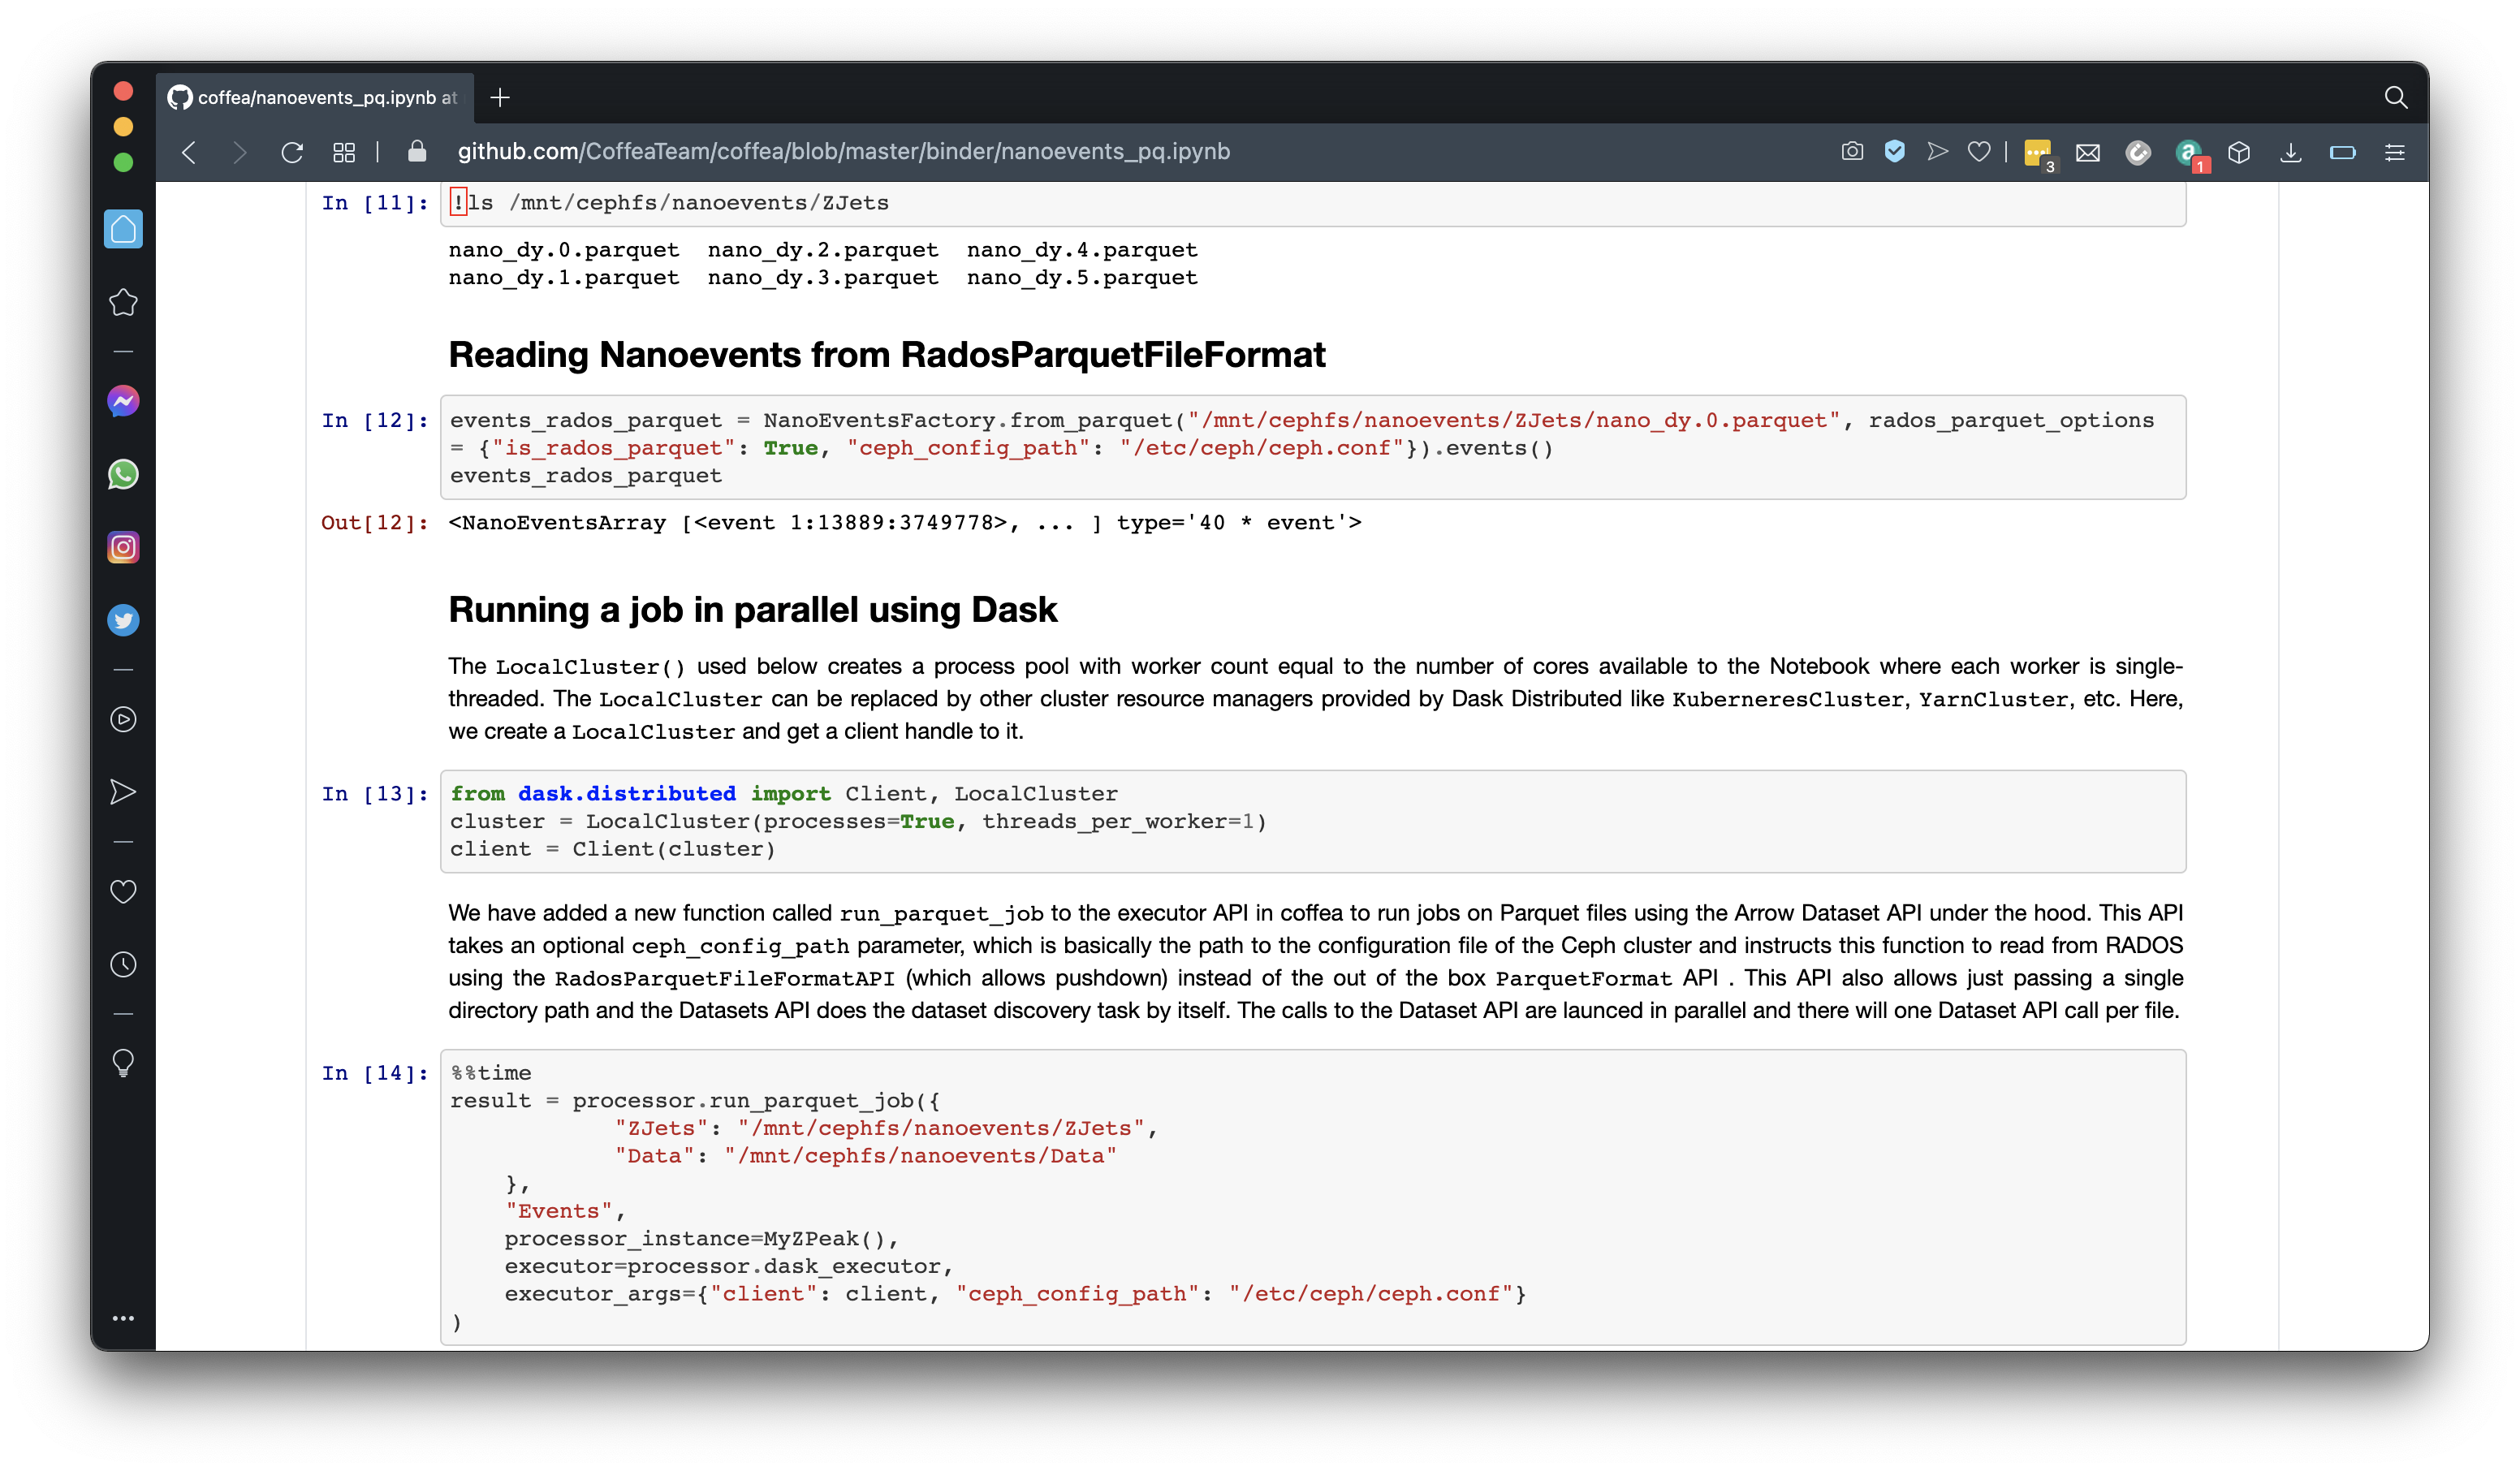 coffea/nanoevents_pq.ipynb at
github.com/CoffeaTeam/coffea/blob/master/binder/nanoevents_pq.ipynb
3
a
1
In [11]: !ls /mnt/cephfs/nanoevents/ZJets
nano_dy.0.parquet  nano_dy.2.parquet  nano_dy.4.parquet
nano_dy.1.parquet  nano_dy.3.parquet  nano_dy.5.parquet
Reading Nanoevents from RadosParquetFileFormat
In [12]: events_rados_parquet = NanoEventsFactory.from_parquet("/mnt/cephfs/nanoevents/ZJets/nano_dy.0.parquet", rados_parquet_options
= {"is_rados_parquet": True, "ceph_config_path": "/etc/ceph/ceph.conf"}).events()
events_rados_parquet
Out[12]: <NanoEventsArray [<event 1:13889:3749778>, ... ] type='40 * event'>
Running a job in parallel using Dask
The LocalCluster() used below creates a process pool with worker count equal to the number of cores available to the Notebook where each worker is single-
threaded. The LocalCluster can be replaced by other cluster resource managers provided by Dask Distributed like KuberneresCluster, YarnCluster, etc. Here,
we create a LocalCluster and get a client handle to it.
In [13]: from dask.distributed import Client, LocalCluster
cluster = LocalCluster(processes=True, threads_per_worker=1)
client = Client(cluster)
We have added a new function called run_parquet_job to the executor API in coffea to run jobs on Parquet files using the Arrow Dataset API under the hood. This API
takes an optional ceph_config_path parameter, which is basically the path to the configuration file of the Ceph cluster and instructs this function to read from RADOS
using the RadosParquetFileFormatAPI (which allows pushdown) instead of the out of the box ParquetFormat API . This API also allows just passing a single
directory path and the Datasets API does the dataset discovery task by itself. The calls to the Dataset API are launced in parallel and there will one Dataset API call per file.
In [14]: %%time
result = processor.run_parquet_job({
"ZJets": "/mnt/cephfs/nanoevents/ZJets",
"Data": "/mnt/cephfs/nanoevents/Data"
},
"Events",
processor_instance=MyZPeak(),
executor=processor.dask_executor,
executor_args={"client": client, "ceph_config_path": "/etc/ceph/ceph.conf"}
)